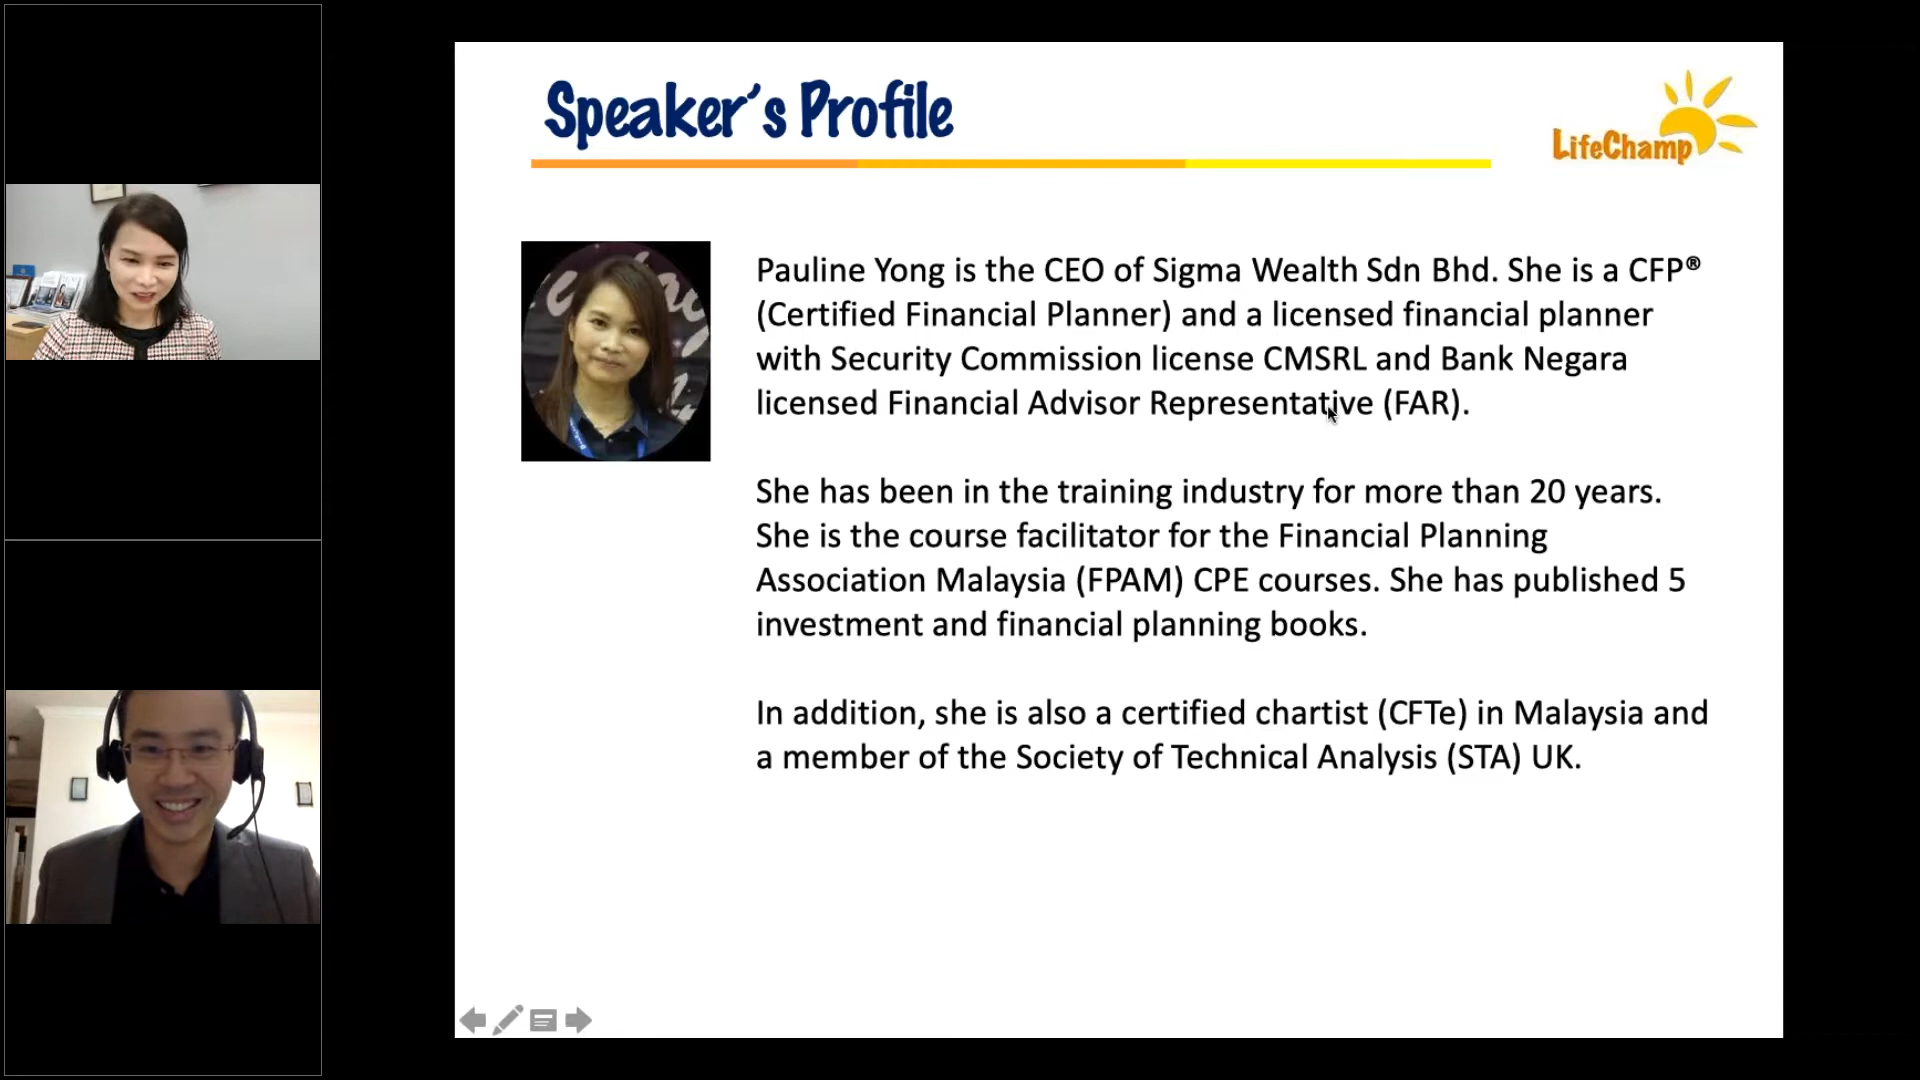 Speaker´s Profile
LifeChamp
Pauline Yong is the CEO of Sigma Wealth Sdn Bhd. She is a CFP®
(Certified Financial Planner) and a licensed financial planner
with Security Commission license CMSRL and Bank Negara
licensed Financial Advisor Representative (FAR).
She has been in the training industry for more than 20 years.
She is the course facilitator for the Financial Planning
Association Malaysia (FPAM) CPE courses. She has published 5
investment and financial planning books.
In addition, she is also a certified chartist (CFTe) in Malaysia and
a member of the Society of Technical Analysis (STA) UK.